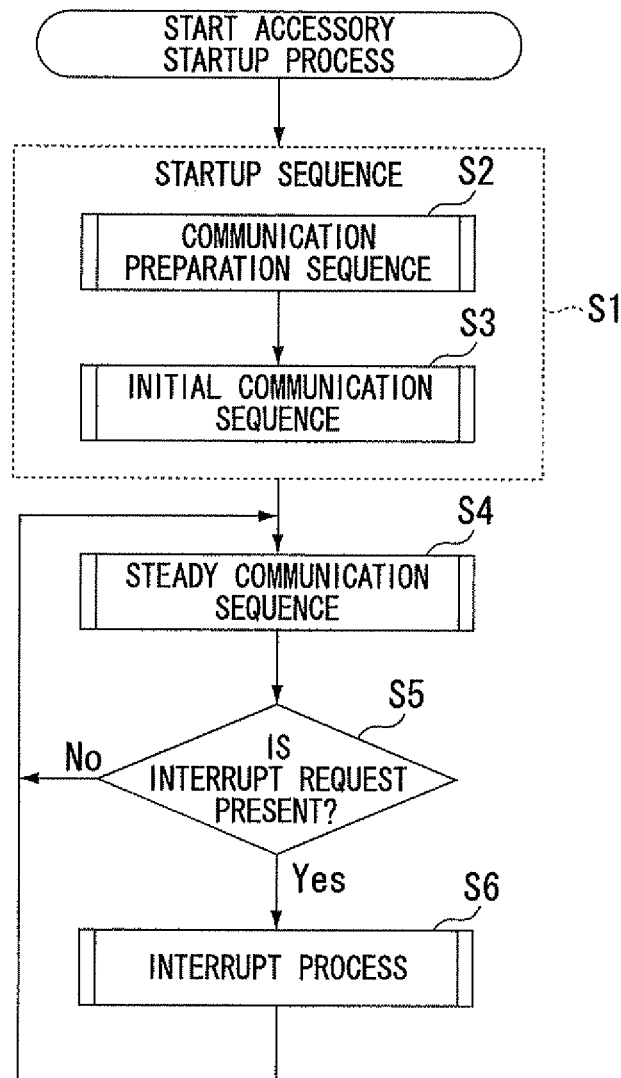 START ACCESSORY
STARTUP PROCESS
STARTUP SEQUENCE
S2
COMMUNICATION
PREPARATION SEQUENCE
S1
S3
INITIAL COMMUNICATION
SEQUENCE
S4
STEADY COMMUNICATION
SEQUENCE
S5
No
IS
INTERRUPT REQUEST
PRESENT?
Yes
S6
INTERRUPT PROCESS